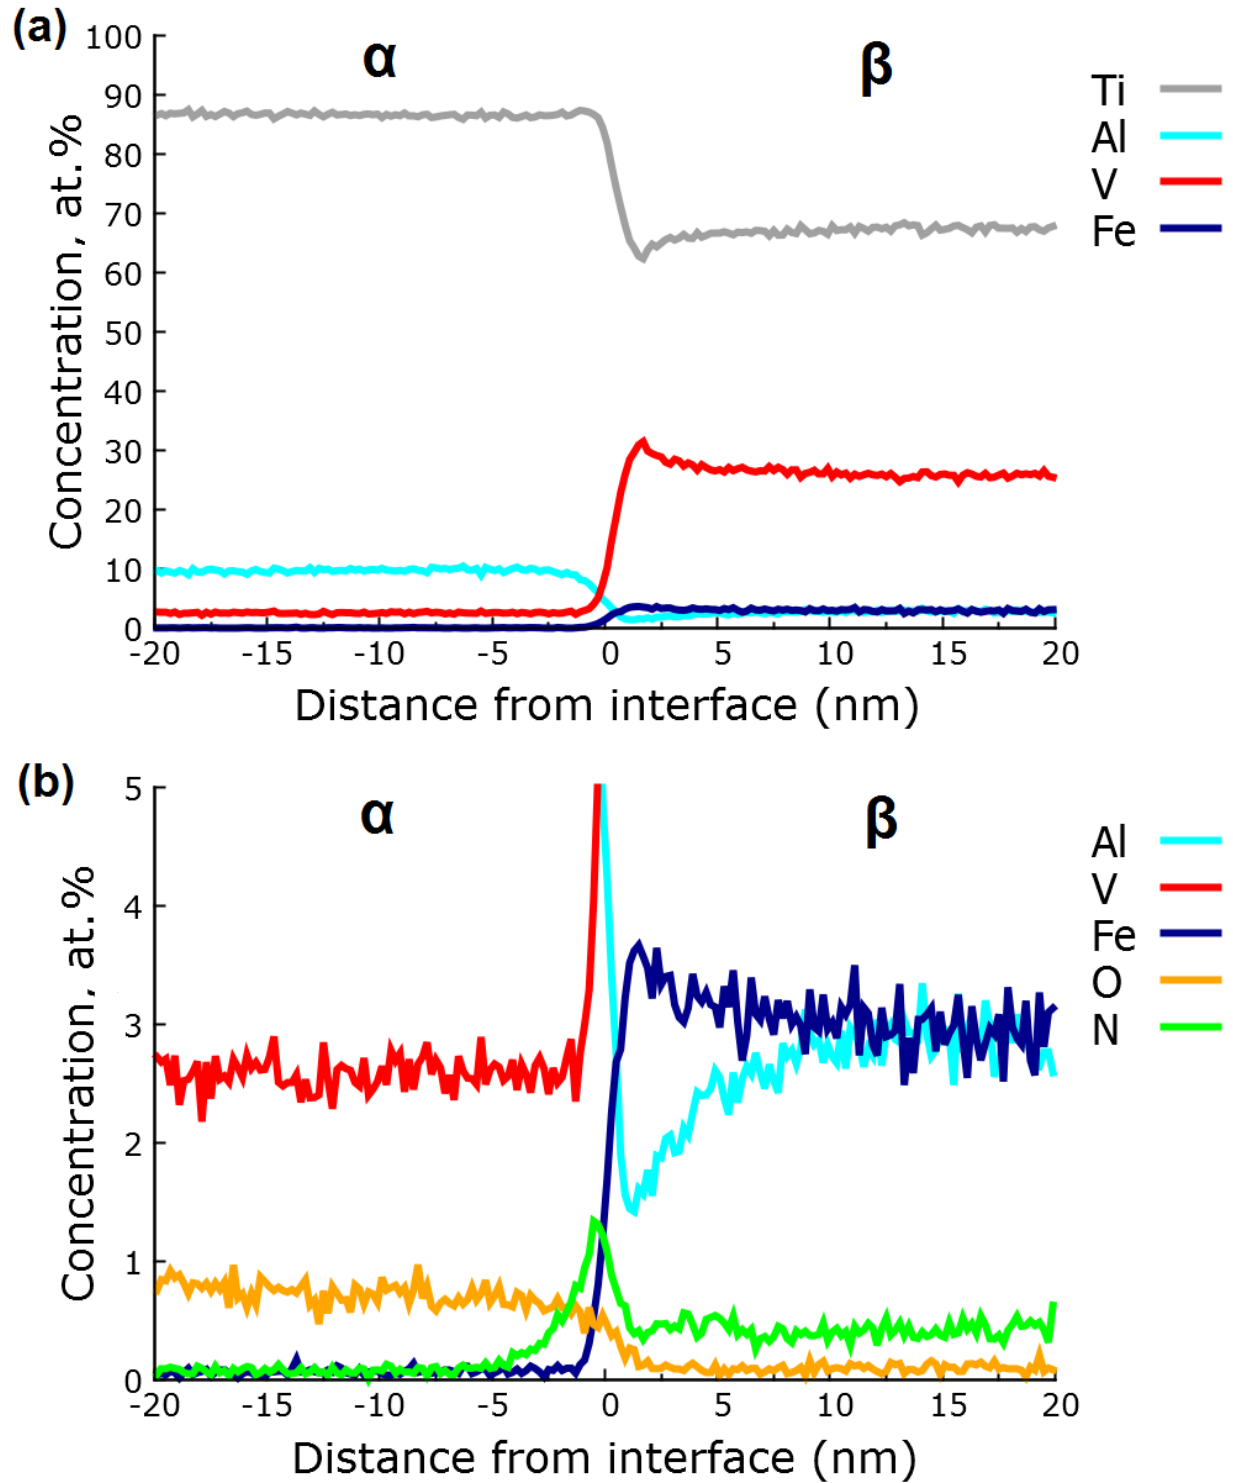 (a)
α
β
Concentration, at.%
100
90
80
70
60
50
40
30
20
10
0
-20 -15 -10 -5 0 5 10 15 20
Distance from interface (nm)
Ti
Al
V
Fe
(b)
α
β
Concentration, at.%
5
4
3
2
1
0
-20 -15 -10 -5 0 5 10 15 20
Distance from interface (nm)
Al
V
Fe
O
N